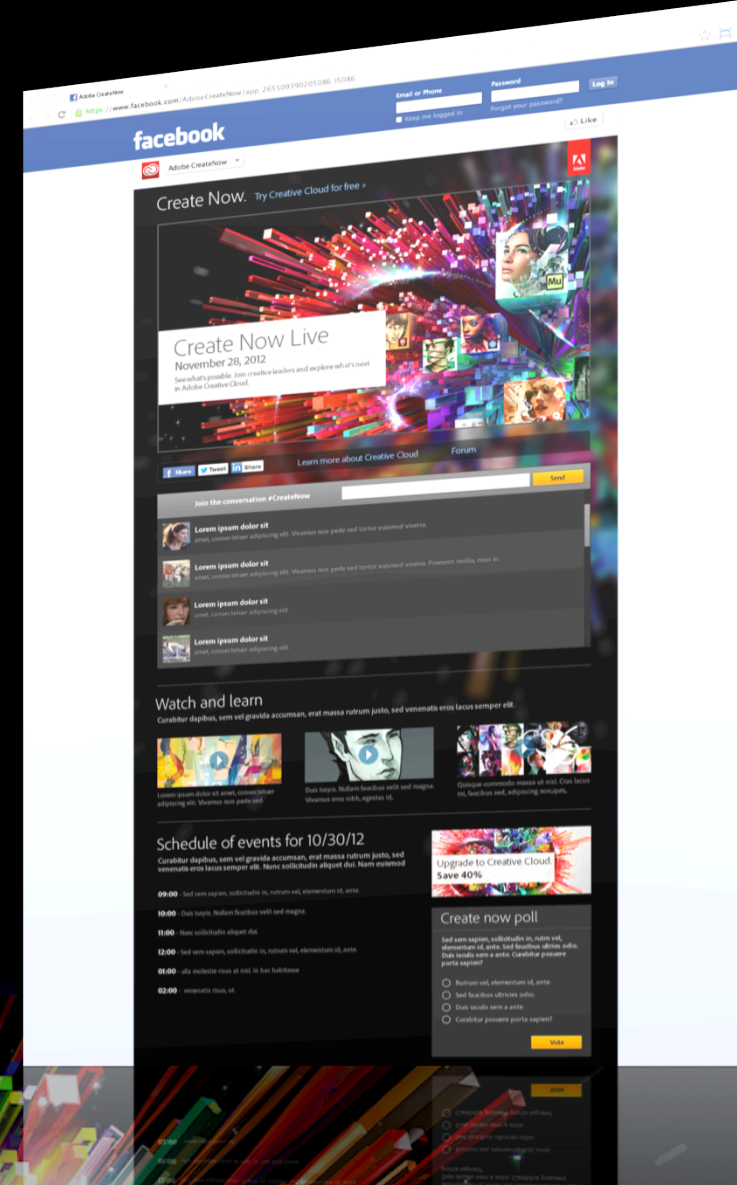 Adobe CreateNow
https://www.facebook.com/AdobeCreateNow/app_265509390205086 15086
facebook
Email or Phone
Password
Log In
Keep me logged in
Forgot your password?
Adobe CreateNow
Like
Create Now. Try Creative Cloud for free >
Adobe
Mu
Create Now Live
November 28, 2012
See what's possible. Join creative leaders and explore what's next
in Adobe Creative Cloud.
Share
Tweet
Share
Learn more about Creative Cloud
Forum
Join the conversation #CreateNow
Send
Lorem ipsum dolor sit
amet, consectetuer adipiscing elit. Vivamus non pede sed tortor euismod viverra.
Lorem ipsum dolor sit
amet, consectetuer adipiscing elit. Vivamus non pede sed tortor euismod viverra. Praesent mollis, risus in
Lorem ipsum dolor sit
amet, consectetuer adipiscing elit.
Lorem ipsum dolor sit
amet, consectetuer adipiscing elit.
Watch and learn
Curabitur dapibus, sem vel gravida accumsan, erat massa rutrum justo, sed venenatis eros lacus semper elit.
Lorem ipsum dolor sit amet, consectetuer
adipiscing elit. Vivamus non pede sed.
Duis turpis. Nullam faucibus velit sed magna.
Vivamus eros nibh, egestas id,
Quisque commodo massa ut nisl. Cras lacus
mi, faucibus sed, adipiscing non,quis,
Schedule of events for 10/30/12
Curabitur dapibus, sem vel gravida accumsan, erat massa rutrum justo, sed
venenatis eros lacus semper elit. Nunc sollicitudin aliquet dui. Nam euismod
09:00 - Sed sem sapien, sollicitudin in, rutrum vel, elementum id, ante.
10:00 - Duis turpis. Nullam faucibus velit sed magna.
11:00 - Nunc sollicitudin aliquet dui.
12:00 - Sed sem sapien, sollicitudin in, rutrum vel, elementum id, ante.
01:00 - ulla molestie risus at nisl. in hac habitasse
02:00 - venenatis risus, ut.
Upgrade to Creative Cloud.
Save 40%
Create now poll
Sed sem sapien, sollicitudin in, rutm vel,
elementum id, ante. Sed faucibus ultries odio.
Duis iaculis sem a ante. Curabitur posuere
porta sapien?
Rutrum vel, elementum id, ante
Sed faucibus ultricies odio.
Duis iaculis sem a ante
Curabitur posuere porta sapien?
Vote